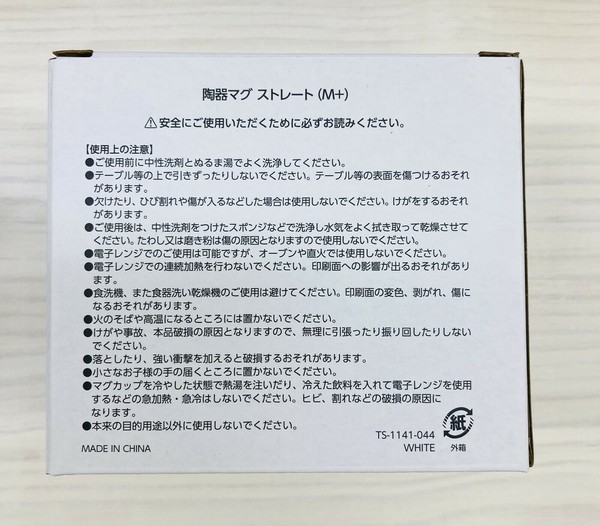 陶器マグ ストレート(M+)
⚠安全にご使用いただくために必ずお読みください。
【使用上の注意】
●ご使用前に中性洗剤とぬるま湯でよく洗浄してください。
●テーブル等の上で引きずったりしないでください。テーブル等の表面を傷つけるおそれ
があります。
●欠けたり、ひび割れや傷が入るなどした場合は使用しないでください。けがをするおそれ
があります。
●ご使用後は、中性洗剤をつけたスポンジなどで洗浄し水気をよく拭き取って乾燥させて
ください。たわし又は磨き粉は傷の原因となりますので使用しないでください。
●電子レンジでのご使用は可能ですが、オーブンや直火では使用しないでください。
●電子レンジでの連続加熱を行わないでください。印刷面への影響が出るおそれがあり
ます。
●食洗機、また食器洗い乾燥機のご使用は避けてください。印刷面の変色、剥がれ、傷に
なるおそれがあります。
●火のそばや高温になるところには置かないでください。
●けがや事故、本品破損の原因となりますので、無理に引張ったり振り回したりしない
でください。
●落としたり、強い衝撃を加えると破損するおそれがあります。
●小さなお子様の手の届くところに置かないでください。
●マグカップを冷やした状態で熱湯を注いだり、冷えた飲料を入れて電子レンジを使用
するなどの急加熱・急冷はしないでください。ヒビ、割れなどの破損の原因に
なります。
●本来の目的用途以外に使用しないでください。
MADE IN CHINA
TS-1141-044
WHITE
紙
外箱